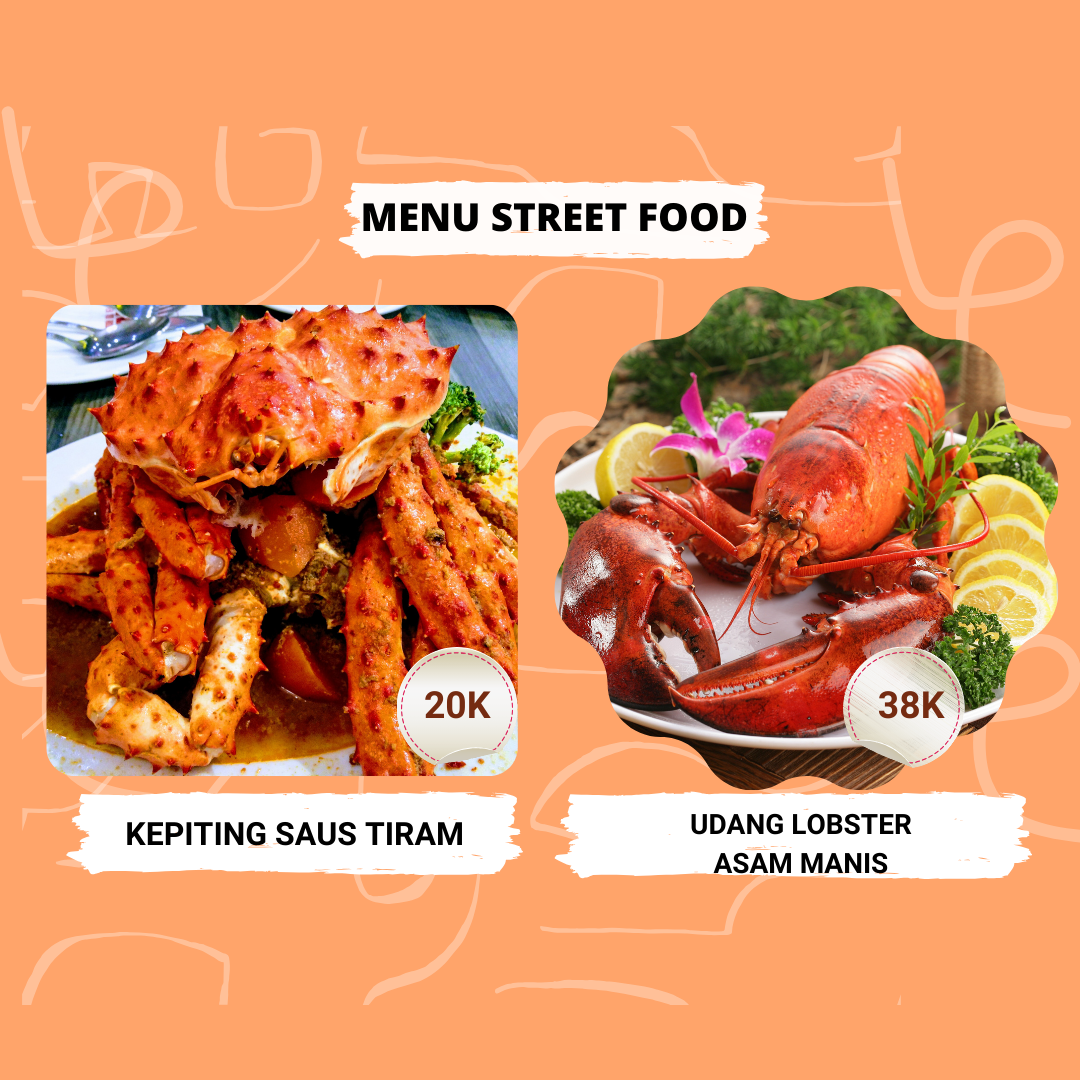 MENU STREET FOOD
20K
38K
KEPITING SAUS TIRAM
UDANG LOBSTER
ASAM MANIS